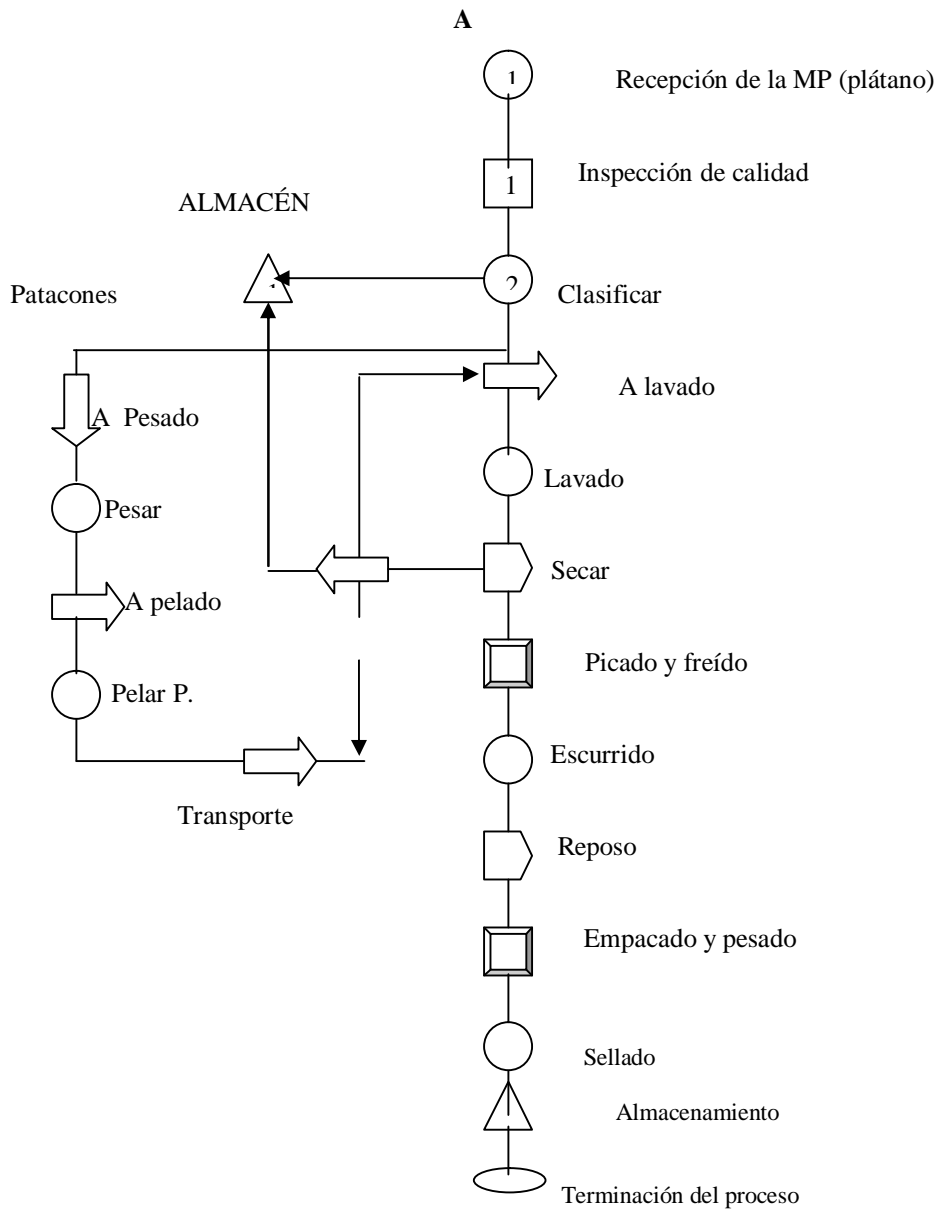 A
1
Recepción de la MP (plátano)
1
Inspección de calidad
ALMACÉN
2
Clasificar
Patacones
A lavado
A Pesado
Lavado
Pesar
Secar
A pelado
Picado y freído
Pelar P.
Escurrido
Transporte
Reposo
Empacado y pesado
Sellado
Almacenamiento
Terminación del proceso